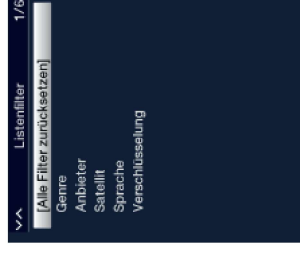 Listenfilter 1/6
[Alle Filter zurücksetzen]
Genre
Anbieter
Satellit
Sprache
Verschlüsselung